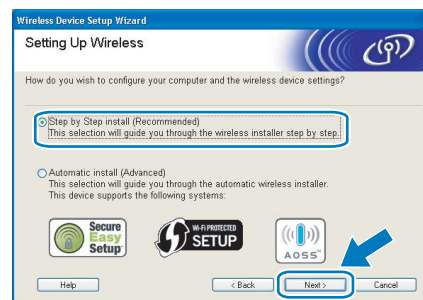 Wireless Device Setup Wizard
Setting Up Wireless
How do you wish to configure your computer and the wireless device settings?
Step by Step install (Recommended)
This selection will guide you through the wireless installer step by step.
Automatic install (Advanced)
This selection will guide you through the automatic wireless installer.
This device supports the following systems:
Secure
Easy
Setup™
Wi-Fi PROTECTED
SETUP
AOSS™
Help
< Back
Next >
Cancel